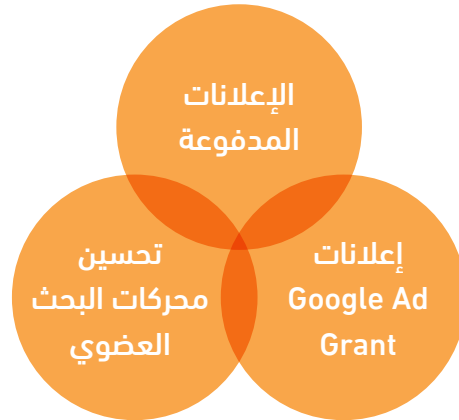 الإعلانات
المدفوعة
تحسين
محركات البحث
العضوي
إعلانات
Google Ad
Grant